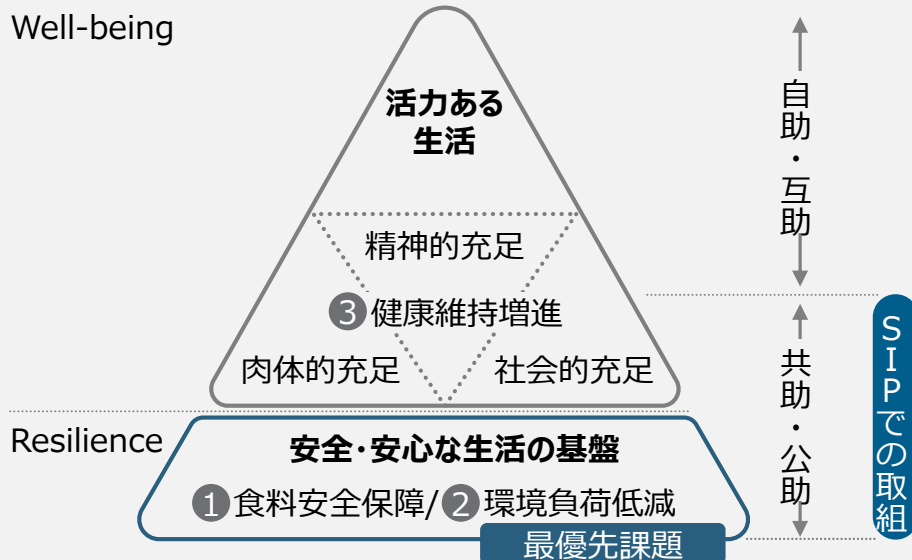 Well-being
活力ある
生活
精神的充足
3 健康維持増進
肉体的充足
社会的充足
Resilience
安全・安心な生活の基盤
1 食料安全保障/ 2 環境負荷低減
最優先課題
自助・互助
共助・公助
SIPでの取組